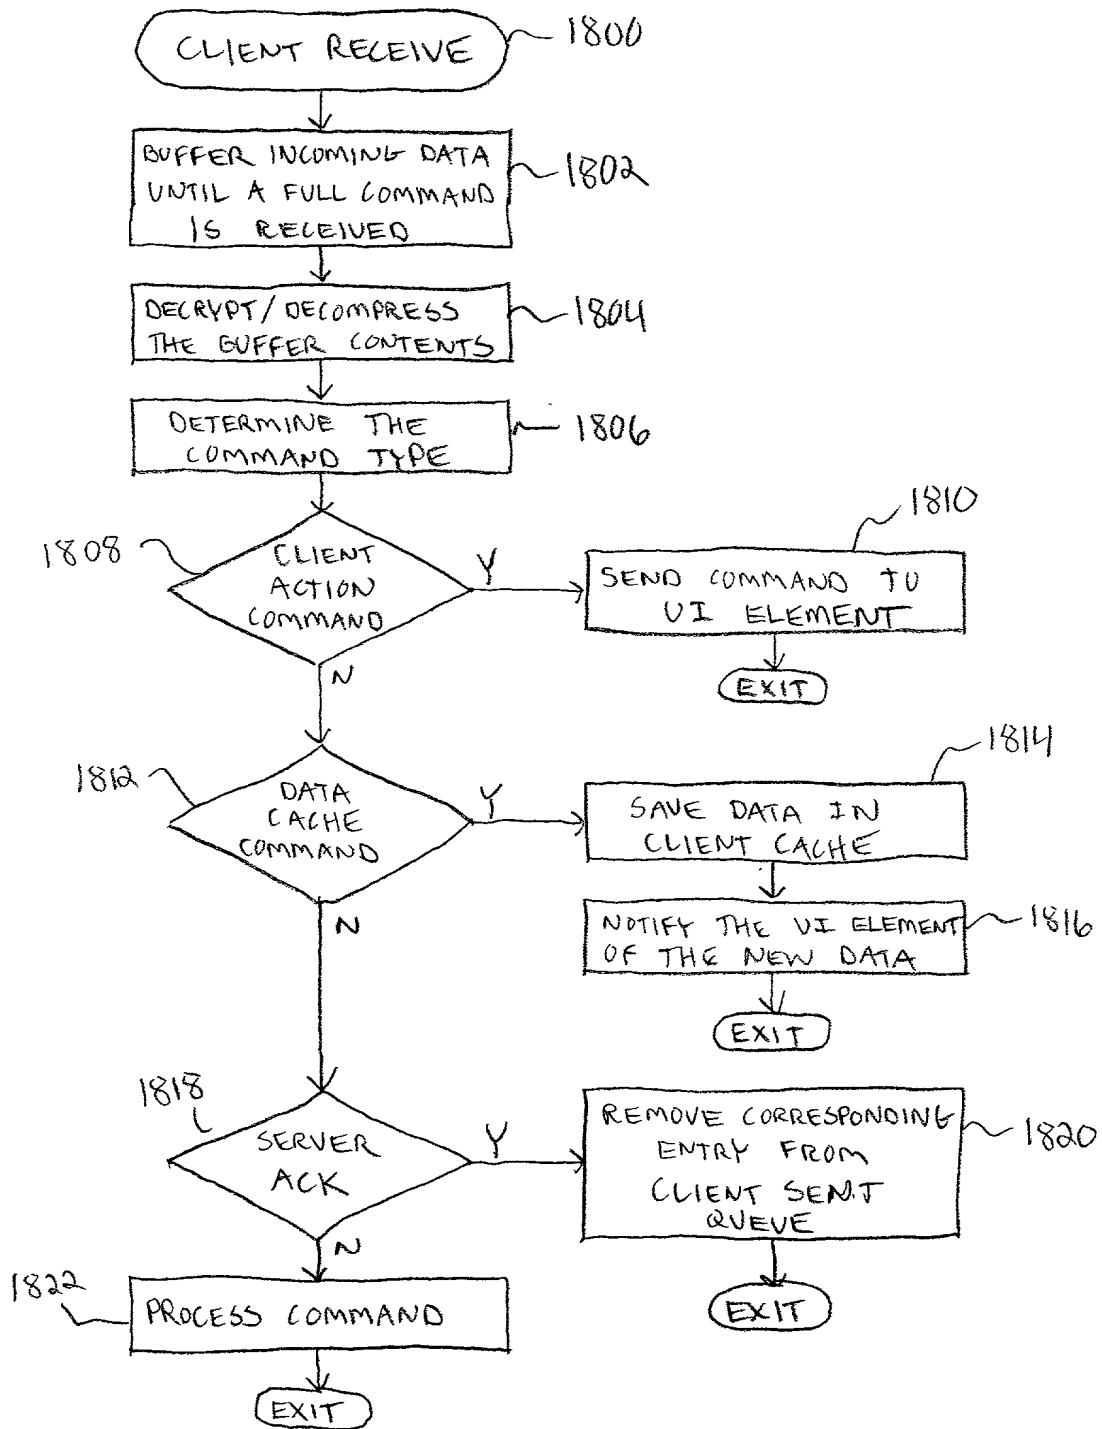 CLIENT RECEIVE
1800
BUFFER INCOMING DATA
UNTIL A FULL COMMAND
IS RECEIVED
1802
DECRYPT/DECOMPRESS
THE BUFFER CONTENTS
1804
DETERMINE THE
COMMAND TYPE
1806
1808
CLIENT
ACTION
COMMAND
Y
N
1810
SEND COMMAND TO
UI ELEMENT
EXIT
1812
DATA
CACHE
COMMAND
Y
N
1814
SAVE DATA IN
CLIENT CACHE
NOTIFY THE UI ELEMENT
OF THE NEW DATA
1816
EXIT
1818
SERVER
ACK
Y
N
REMOVE CORRESPONDING
ENTRY FROM
CLIENT SENT
QUEUE
1820
EXIT
1822
PROCESS COMMAND
EXIT